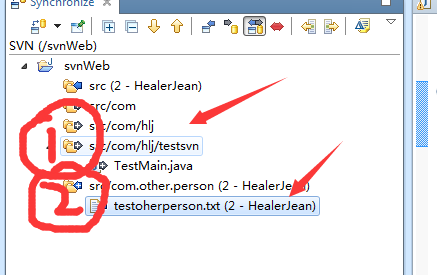 Synchronize
SVN (/svnWeb)
svnWeb
src (2 - HealerJean)
src/com
src/com/hlj
src/com/hlj/testsvn
TestMain.java
src/com.other.person (2 - HealerJean)
testoherperson.txt (2 - HealerJean)
1
2